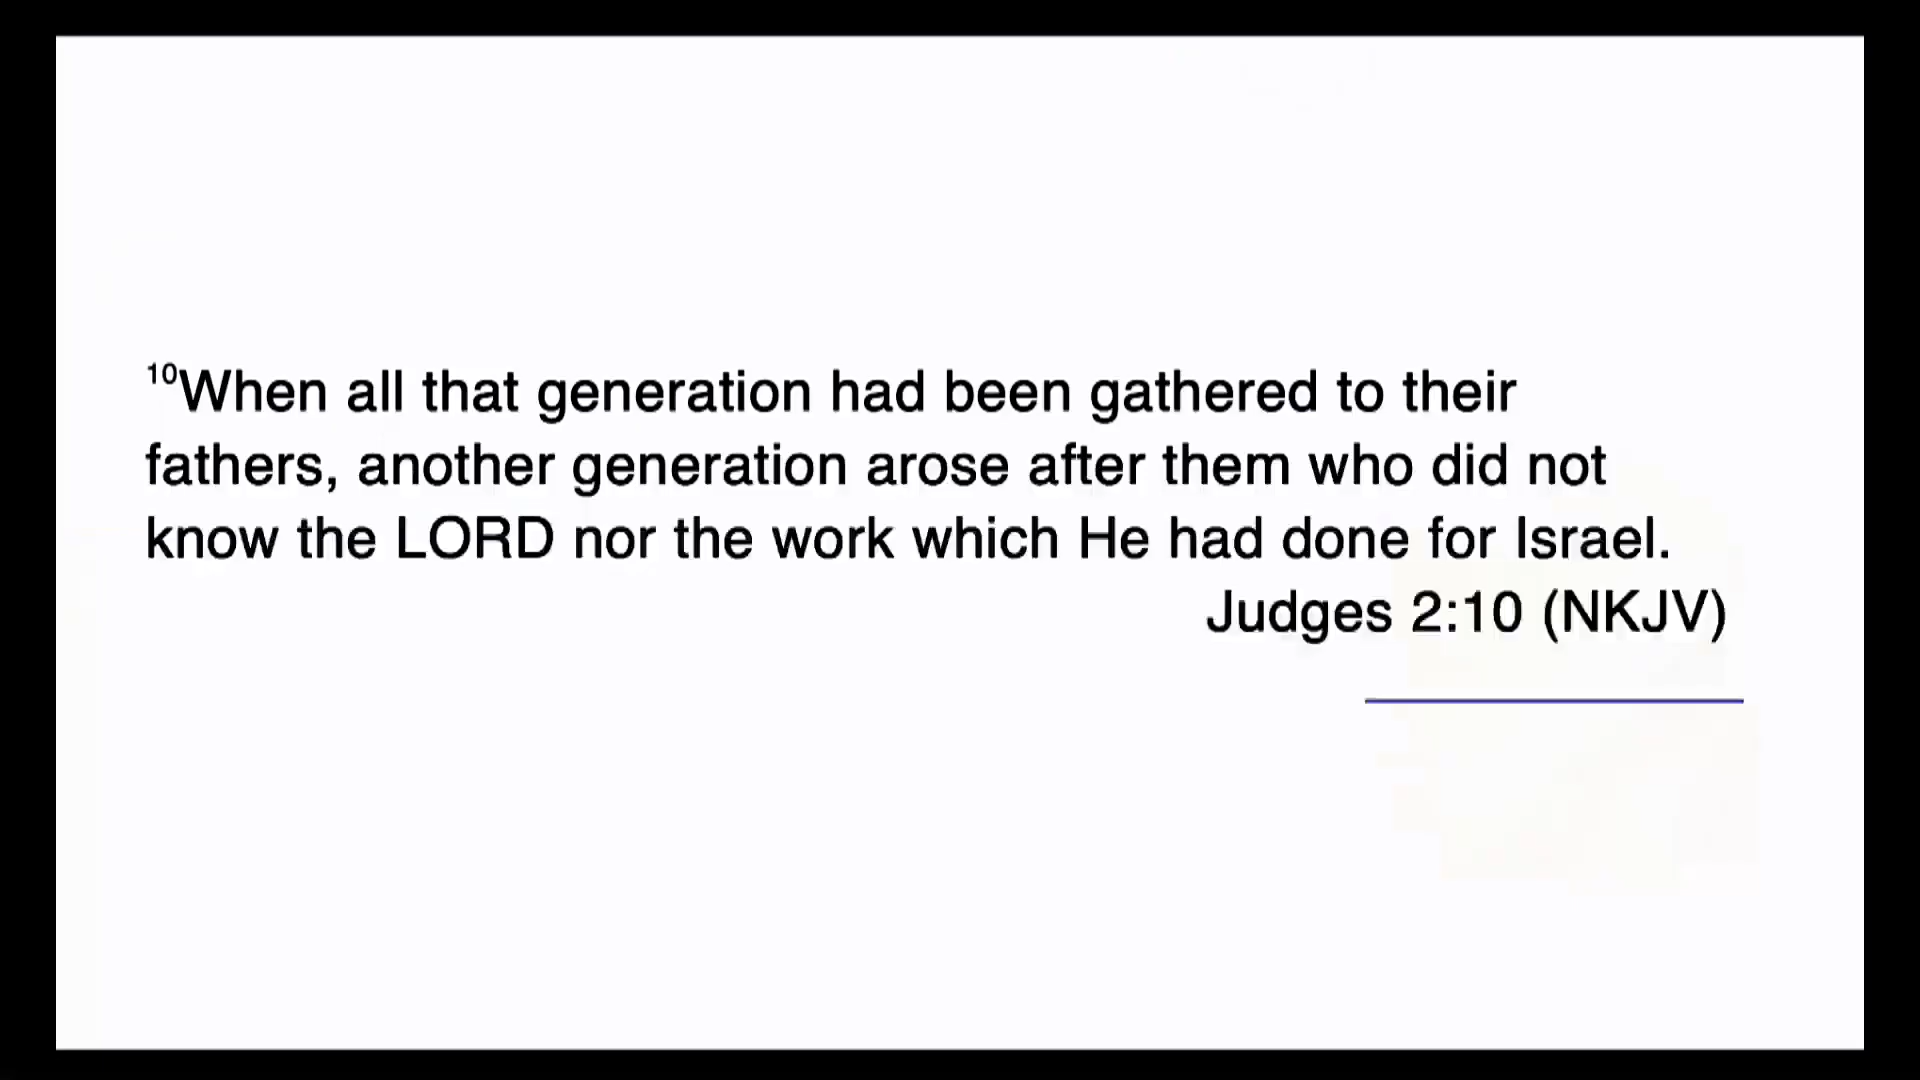 ¹⁰When all that generation had been gathered to their
fathers, another generation arose after them who did not
know the LORD nor the work which He had done for Israel.
Judges 2:10 (NKJV)